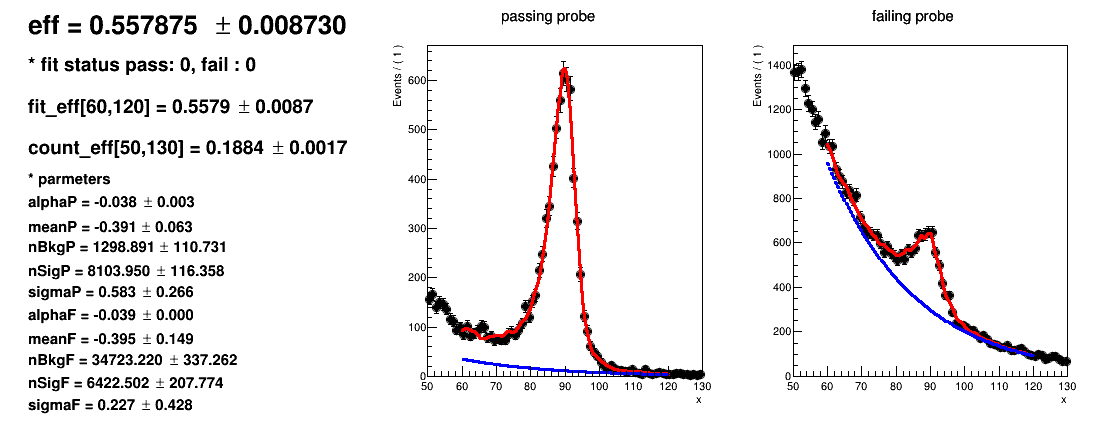 eff = 0.557875 ± 0.008730
* fit status pass: 0, fail : 0
fit_eff[60,120] = 0.5579 ± 0.0087
count_eff[50,130] = 0.1884 ± 0.0017
* parmeters
alphaP = -0.038 ± 0.003
meanP = -0.391 ± 0.063
nBkgP = 1298.891 ± 110.731
nSigP = 8103.950 ± 116.358
sigmaP = 0.583 ± 0.266
alphaF = -0.039 ± 0.000
meanF = -0.395 ± 0.149
nBkgF = 34723.220 ± 337.262
nSigF = 6422.502 ± 207.774
sigmaF = 0.227 ± 0.428
passing probe
Events / ( 1 )
600
500
400
300
200
100
0
50 60 70 80 90 100 110 120 130
x
failing probe
Events / ( 1 )
1400
1200
1000
800
600
400
200
0
50 60 70 80 90 100 110 120 130
x